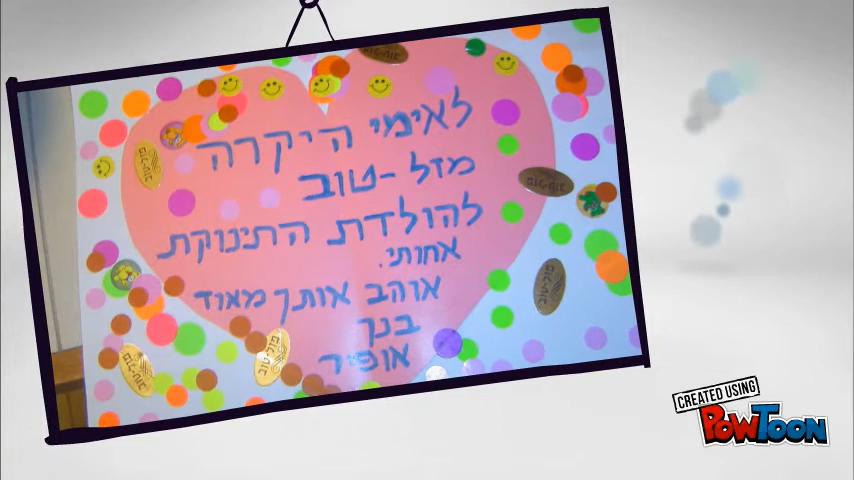 לאימי היקרה
מזל-טוב
להולדת התינוקת
אחותי.
אוהב אותך מאוד
בנך
אופיר
CREATED USING
POWTOON